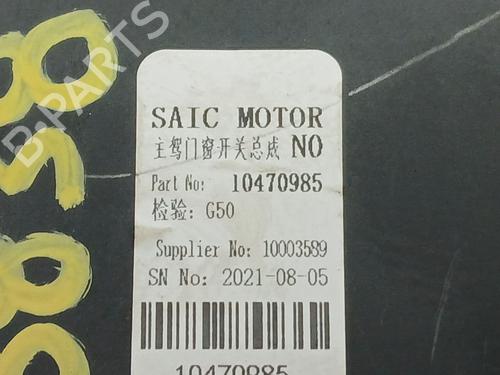 B-PARTS
SAIC MOTOR
主驾门窗开关总成 NO
Part No: 10470985
检验: G50
Supplier No: 10003589
SN No: 2021-08-05
10470985